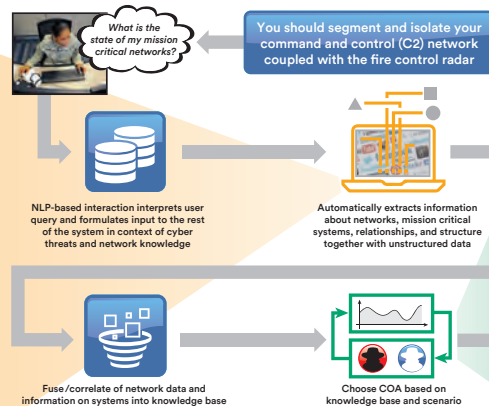 What is the
state of my mission
critical networks?
You should segment and isolate your
command and control (C2) network
coupled with the fire control radar
NLP-based interaction interprets user
query and formulates input to the rest
of the system in context of cyber
threats and network knowledge
Automatically extracts information
about networks, mission critical
systems, relationships, and structure
together with unstructured data
Fuse/correlate of network data and
information on systems into knowledge base
Choose COA based on
knowledge base and scenario